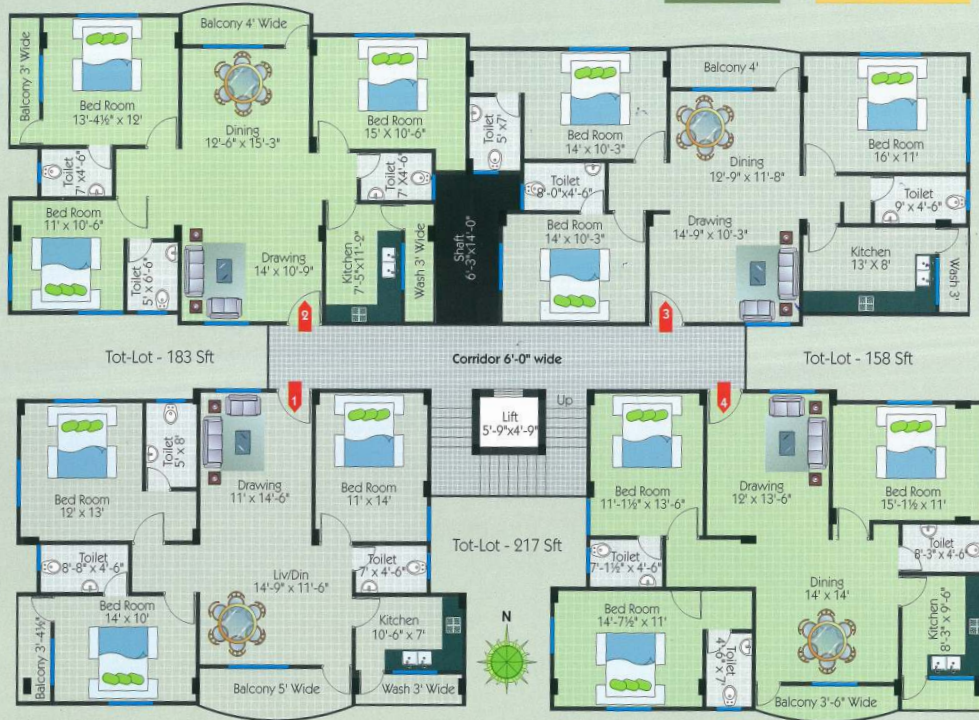 Balcony 4' Wide
Balcony 3' Wide
Bed Room
13'-4½" x 12'
Dining
12'-6" x 15'-3"
Bed Room
15' X 10'-6"
Toilet
7' X4'-6"
Toilet
7' X4'-6"
Bed Room
11' x 10'-6"
Toilet
5' x 6'-6"
Drawing
14' x 10'-9"
Kitchen
7'-5"x11'-2"
Wash 3' Wide
2
Shaft
6'-3"x14'-0"
Balcony 4'
Toilet
5' x7'
Bed Room
14' x 10'-3"
Dining
12'-9" x 11'-8"
Bed Room
16' x 11'
Toilet
8'-0"x4'-6"
Bed Room
14' x 10'-3"
Drawing
14'-9" x 10'-3"
Toilet
9' x 4'-6"
Kitchen
13' X 8'
Wash 3'
3
Tot-Lot - 183 Sft
Corridor 6'-0" wide
Tot-Lot - 158 Sft
1
Up
Lift
5'-9"x4'-9"
4
Bed Room
12' x 13'
Toilet
5' x 8'
Drawing
11' x 14'-6"
Bed Room
11' x 14'
Toilet
8'-8" x 4'-6"
Liv/Din
14'-9" x 11'-6"
Toilet
7' x 4'-6"
Bed Room
14' x 10'
Balcony 3'-4½"
Kitchen
10'-6" x 7'
Balcony 5' Wide
Wash 3' Wide
Tot-Lot - 217 Sft
N
Bed Room
11'-1½" x 13'-6"
Drawing
12' x 13'-6"
Bed Room
15'-1½ x 11'
Toilet
7'-1½" x 4'-6"
Toilet
8'-3" x 4'-6"
Bed Room
14'-7½" x 11'
Toilet
4'-6" x 7'
Dining
14' x 14'
Kitchen
8'-3" x 9'-6"
Balcony 3'-6" Wide